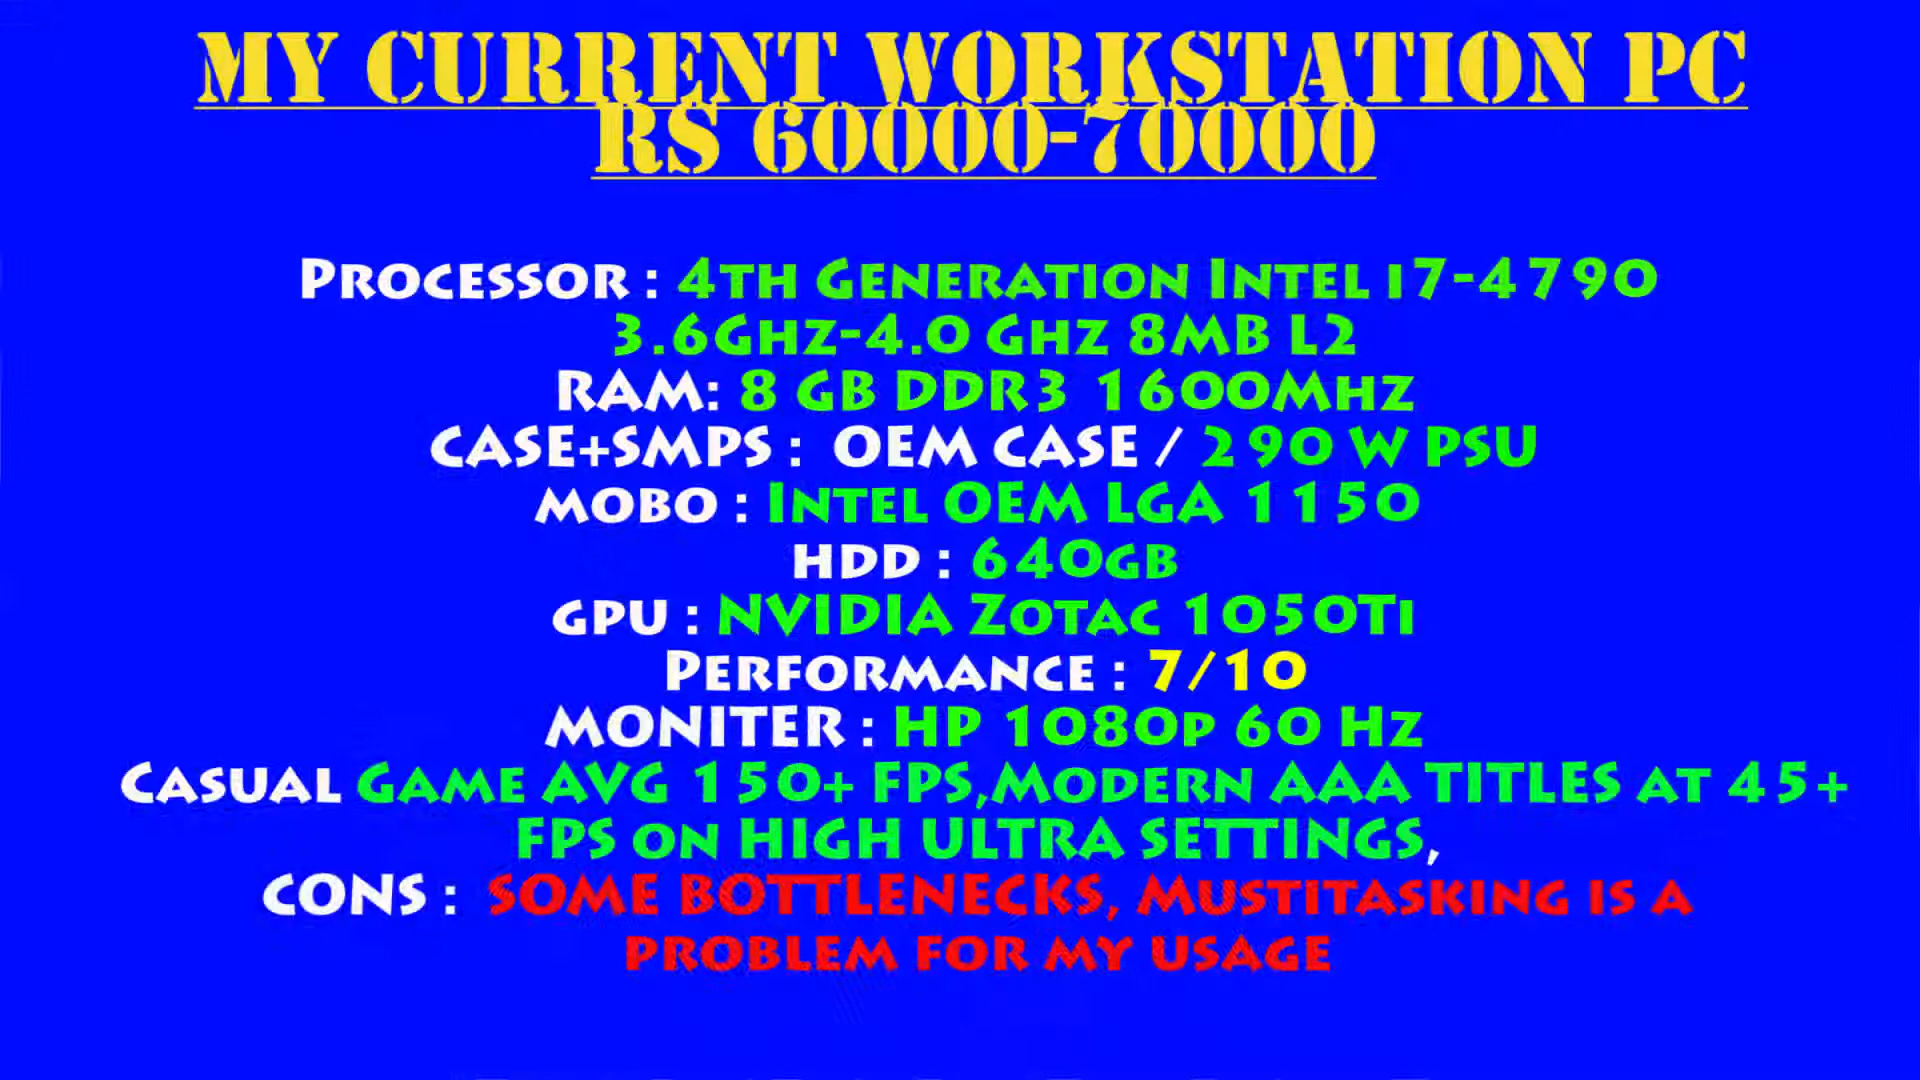 MY CURRENT WORKSTATION PC
RS 60000-70000
Processor : 4th Generation Intel i7-4790
3.6Ghz-4.0 Ghz 8MB L2
RAM: 8 GB DDR3 1600Mhz
CASE+SMPS : OEM CASE / 290 W PSU
MOBO : Intel OEM LGA 1150
HDD : 640GB
GPU : NVIDIA Zotac 1050Ti
Performance : 7/10
MONITER : HP 1080p 60 Hz
Casual Game AVG 150+ FPS,Modern AAA TITLES at 45+
FPS on HIGH ULTRA SETTINGS,
CONS : SOME BOTTLENECKS, Mustitasking is a
problem for my usage